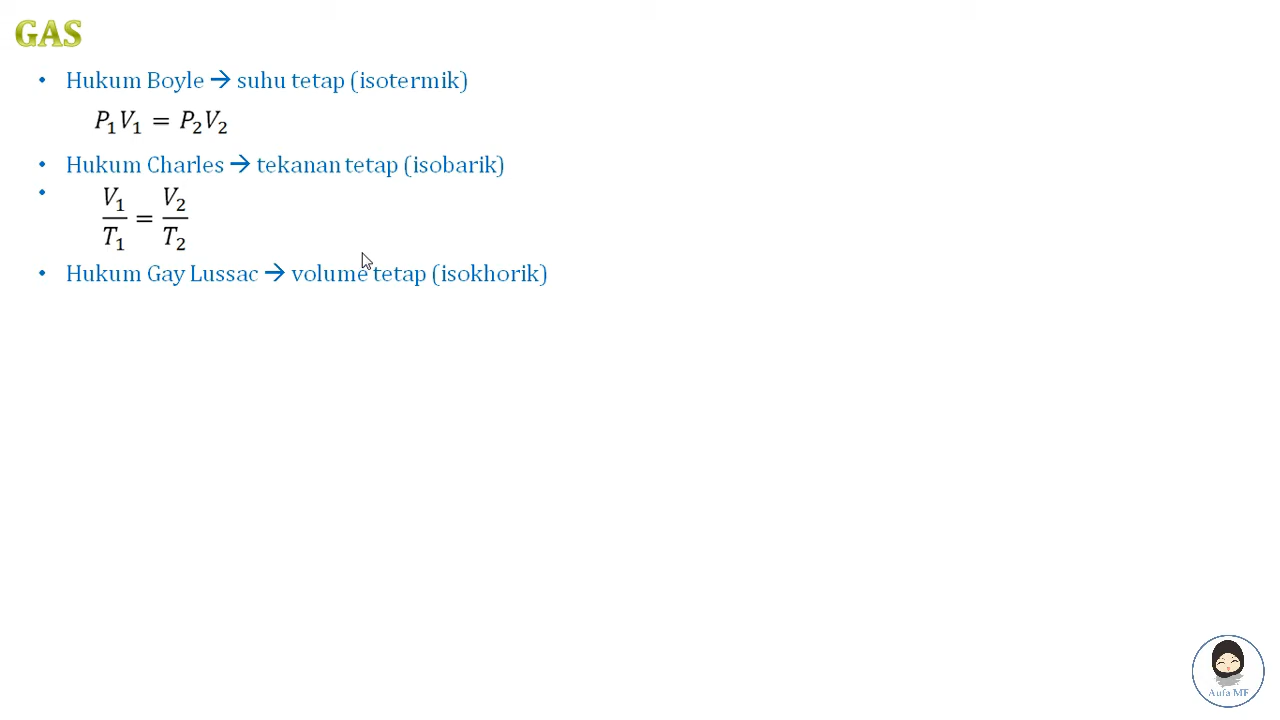 GAS
• Hukum Boyle → suhu tetap (isotermik)
P₁V₁ = P₂V₂
• Hukum Charles → tekanan tetap (isobarik)
• V₁/T₁ = V₂/T₂
• Hukum Gay Lussac → volume tetap (isokhorik)
Aufa MF